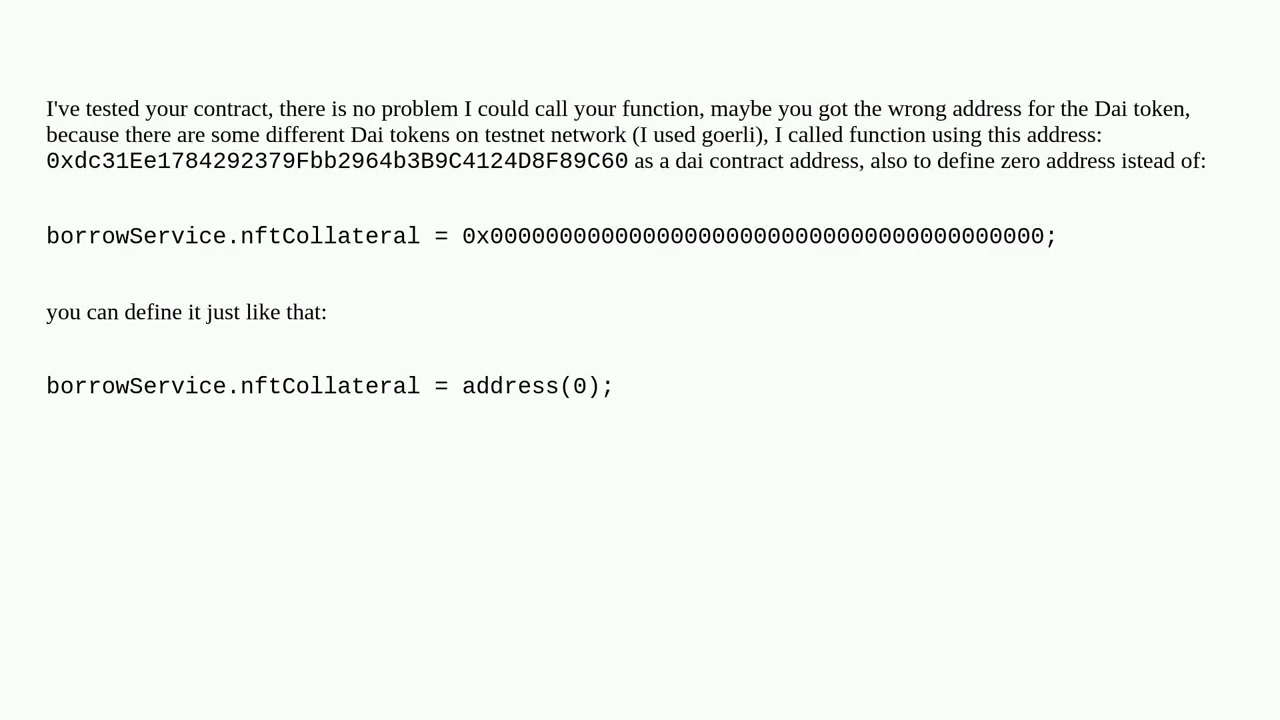 I've tested your contract, there is no problem I could call your function, maybe you got the wrong address for the Dai token,
because there are some different Dai tokens on testnet network (I used goerli), I called function using this address:
0xdc31Ee1784292379Fbb2964b3B9C4124D8F89C60 as a dai contract address, also to define zero address istead of:
borrowService.nftCollateral = 0x0000000000000000000000000000000000000000;
you can define it just like that:
borrowService.nftCollateral = address(0);